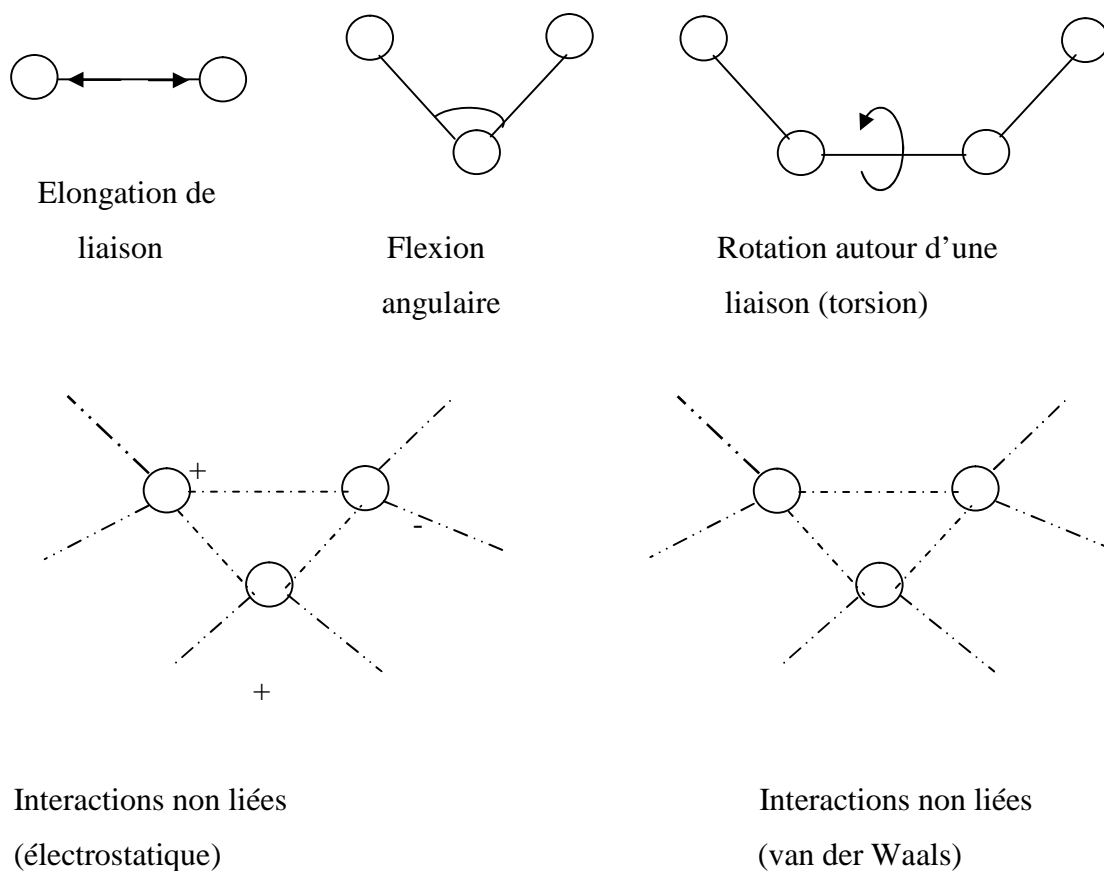 Elongation de
liaison
Flexion
angulaire
Rotation autour d’une
liaison (torsion)
+
-
+
Interactions non liées
(électrostatique)
Interactions non liées
(van der Waals)